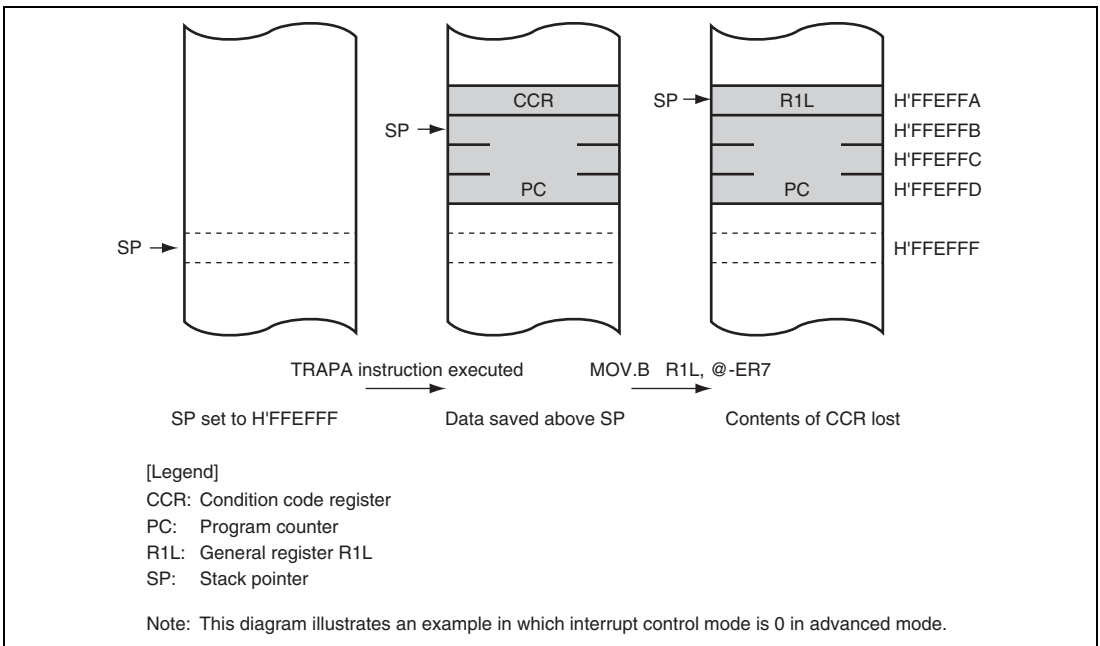 CCR
SP
R1L
H'FFEFFA
SP
H'FFEFFB
H'FFEFFC
PC
PC
H'FFEFFD
SP
H'FFEFFF
TRAPA instruction executed
MOV.B R1L, @-ER7
SP set to H'FFEFFF
Data saved above SP
Contents of CCR lost
[Legend]
CCR: Condition code register
PC: Program counter
R1L: General register R1L
SP: Stack pointer
Note: This diagram illustrates an example in which interrupt control mode is 0 in advanced mode.